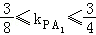 3/8 ≤ k_{PA_1} ≤ 3/4